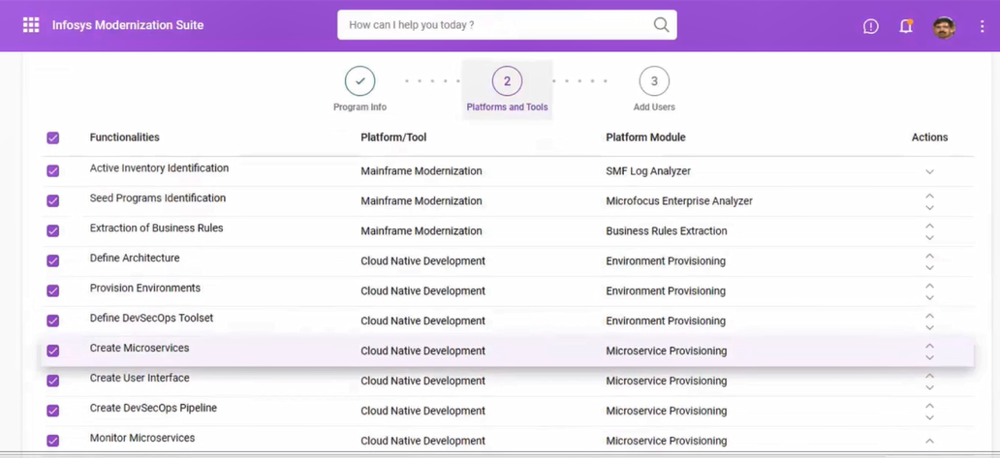 Infosys Modernization Suite
How can I help you today ?
2
3
Program Info
Platforms and Tools
Add Users
Functionalities Platform/Tool Platform Module Actions
Active Inventory Identification Mainframe Modernization SMF Log Analyzer
Seed Programs Identification Mainframe Modernization Microfocus Enterprise Analyzer
Extraction of Business Rules Mainframe Modernization Business Rules Extraction
Define Architecture Cloud Native Development Environment Provisioning
Provision Environments Cloud Native Development Environment Provisioning
Define DevSecOps Toolset Cloud Native Development Environment Provisioning
Create Microservices Cloud Native Development Microservice Provisioning
Create User Interface Cloud Native Development Microservice Provisioning
Create DevSecOps Pipeline Cloud Native Development Microservice Provisioning
Monitor Microservices Cloud Native Development Microservice Provisioning